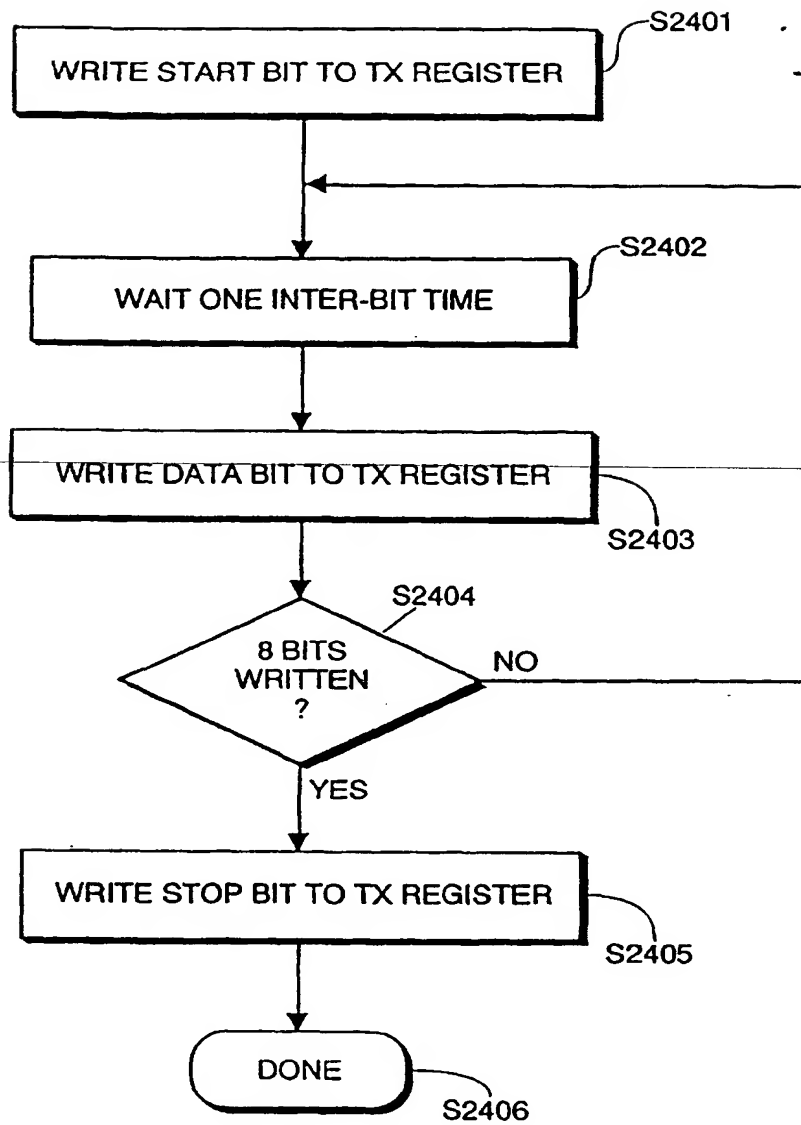 S2401
WRITE START BIT TO TX REGISTER
S2402
WAIT ONE INTER-BIT TIME
WRITE DATA BIT TO TX REGISTER
S2403
S2404
8 BITS
WRITTEN
?
NO
YES
WRITE STOP BIT TO TX REGISTER
S2405
DONE
S2406